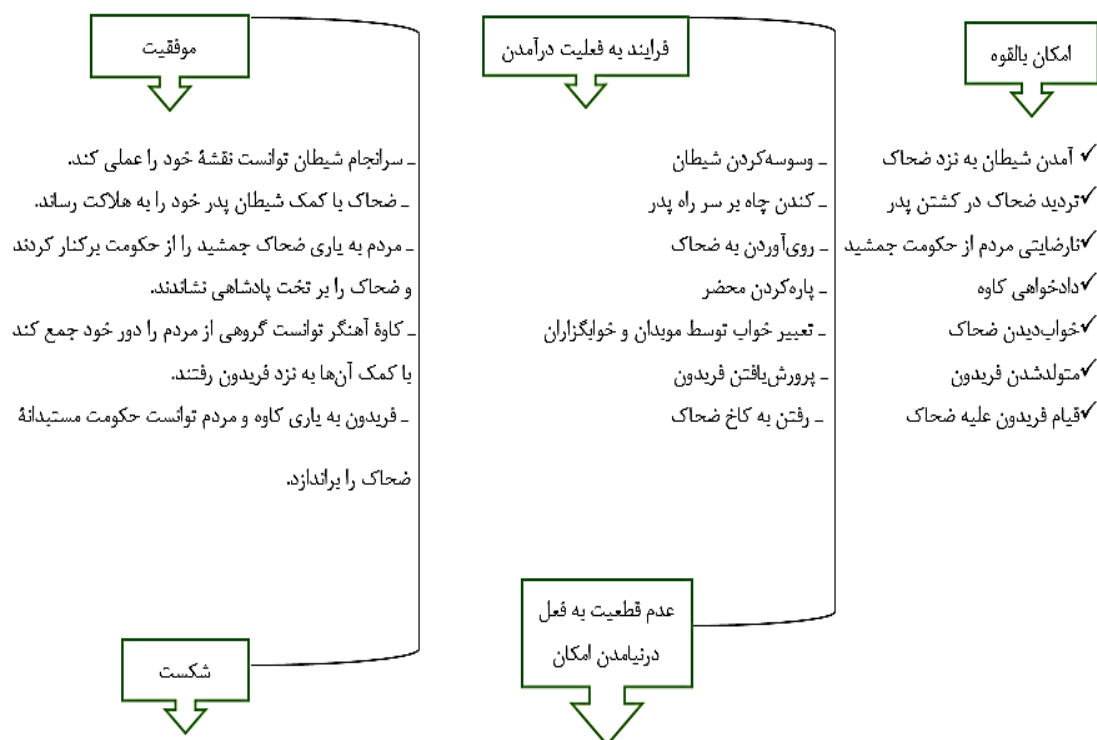 امکان بالقوه
✓ آمدن شیطان به نزد ضحاک
✓ تردید ضحاک در کشتن پدر
✓ نارضایتی مردم از حکومت جمشید
✓ دادخواهی کاوه
✓ خواب‌دیدن ضحاک
✓ متولدشدن فریدون
✓ قیام فریدون علیه ضحاک
فرایند به فعلیت درآمدن
ـ وسوسه‌کردن شیطان
ـ کندن چاه بر سر راه پدر
ـ روی‌آوردن به ضحاک
ـ پاره‌کردن محضر
ـ تعبیر خواب توسط موبدان و خوابگزاران
ـ پرورش‌یافتن فریدون
ـ رفتن به کاخ ضحاک
عدم قطعیت به فعل
درنیامدن امکان
موفقیت
ـ سرانجام شیطان توانست نقشهٔ خود را عملی کند.
ـ ضحاک با کمک شیطان پدر خود را به هلاکت رساند.
ـ مردم به یاری ضحاک جمشید را از حکومت برکنار کردند
و ضحاک را بر تخت پادشاهی نشاندند.
ـ کاوهٔ آهنگر توانست گروهی از مردم را دور خود جمع کند
با کمک آن‌ها به نزد فریدون رفتند.
ـ فریدون به یاری کاوه و مردم توانست حکومت مستبدانهٔ
ضحاک را براندازد.
شکست